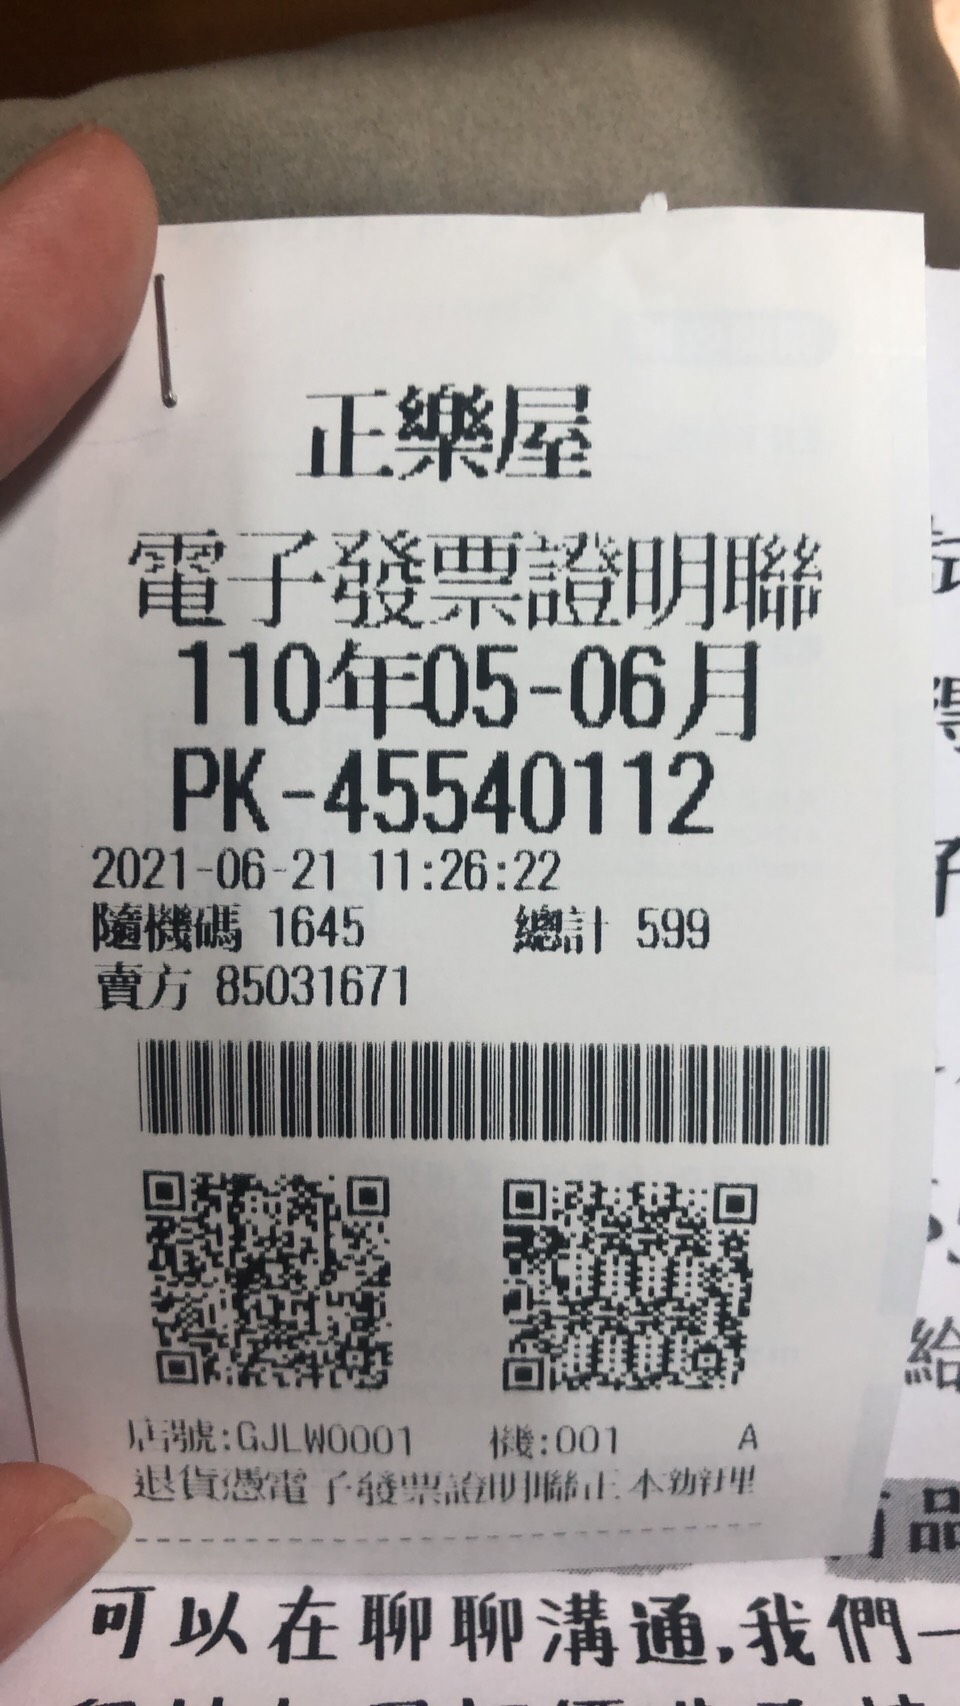 正樂屋
電子發票證明聯
110年05-06月
PK-45540112
2021-06-21 11:26:22
隨機碼 1645 總計 599
賣方 85031671
店號:GJLW0001 機:001 A
退貨憑電子發票證明聯正本辦理
給
品
可以在聊聊溝通,我們一